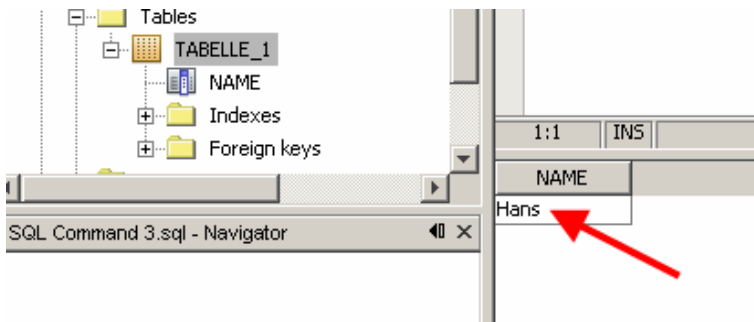 Tables
TABELLE_1
NAME
Indexes
Foreign keys
SQL Command 3.sql - Navigator
1:1 INS
NAME
Hans